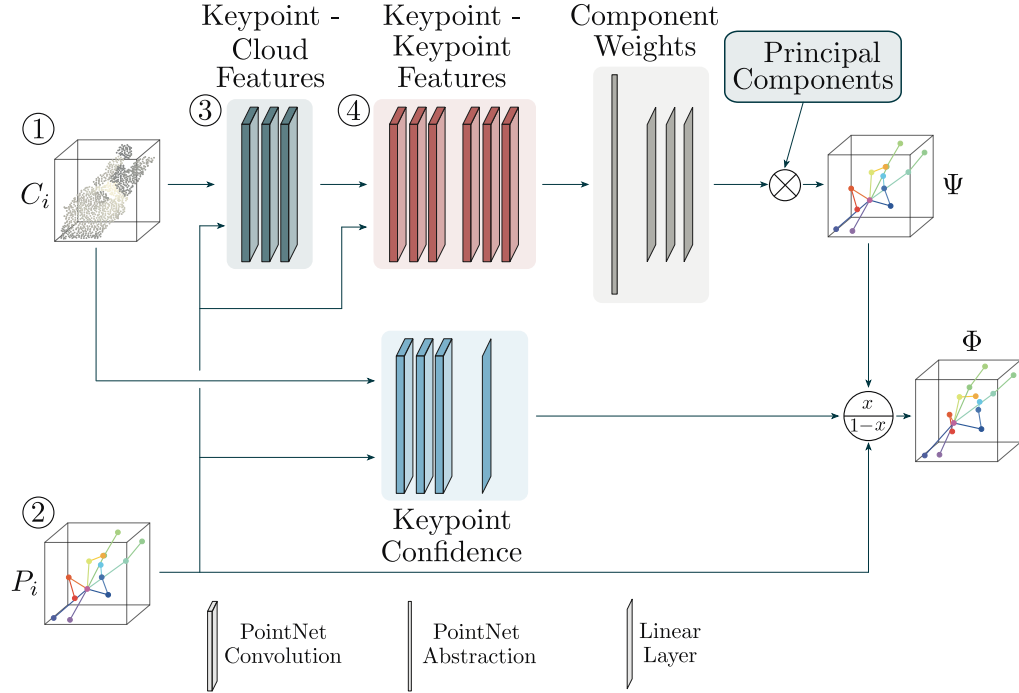 Keypoint -
Cloud
Features
Keypoint -
Keypoint
Features
Component
Weights
Principal
Components
1
3
4
C_i
Ψ
Φ
x
1−x
2
Keypoint
Confidence
P_i
PointNet
Convolution
PointNet
Abstraction
Linear
Layer